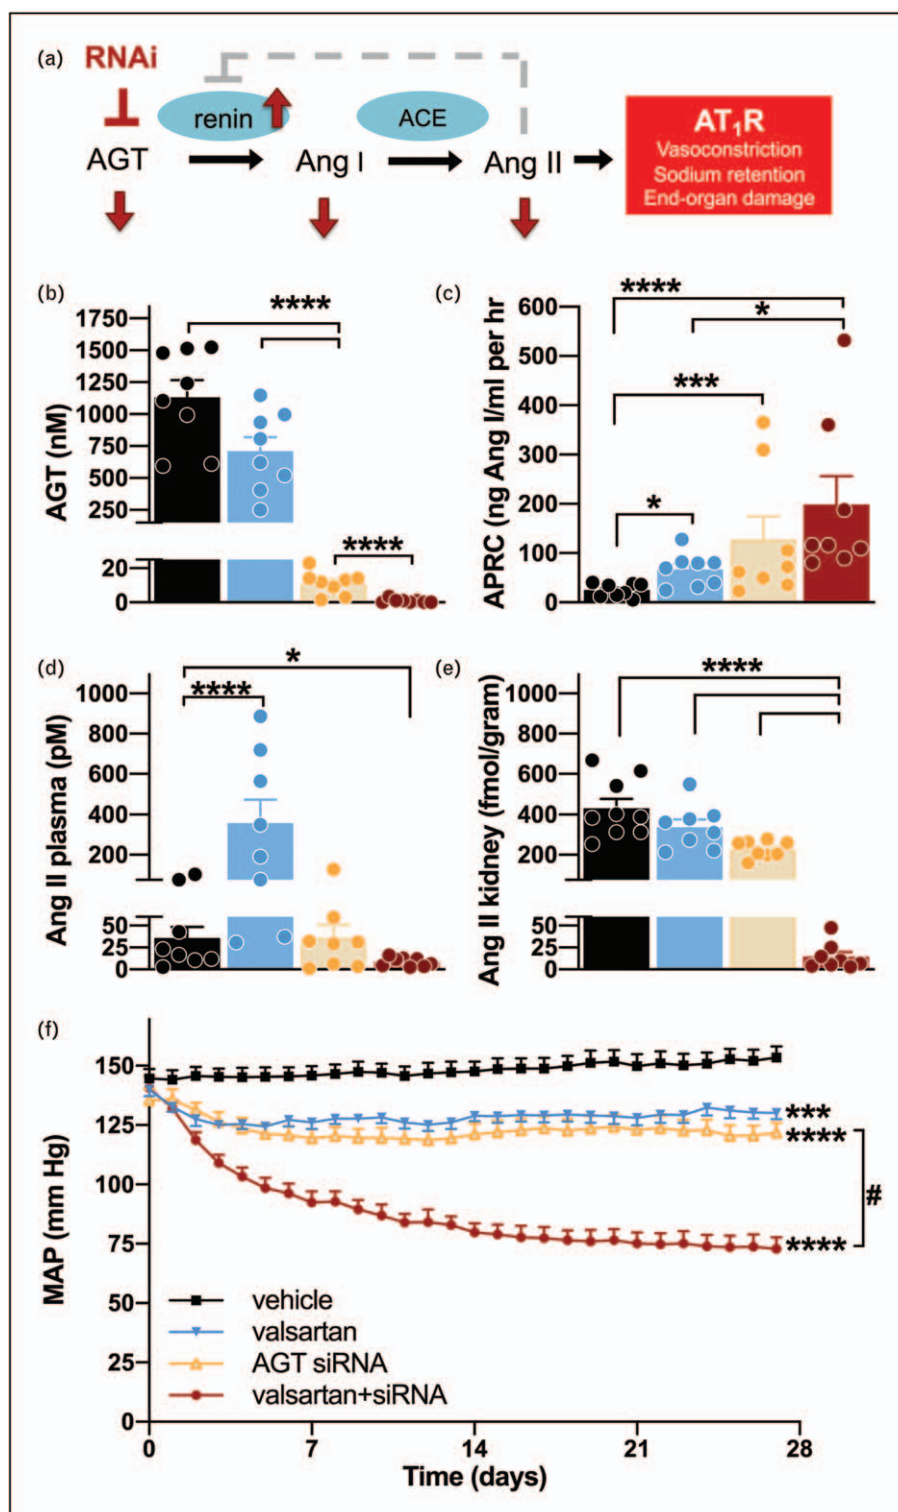 (a)
RNAi
renin
ACE
AGT
Ang I
Ang II
AT₁R
Vasoconstriction
Sodium retention
End-organ damage
(b)
AGT (nM)
1750
1500
1250
1000
750
500
250
20
0
****
****
(c)
APRC (ng Ang I/ml per hr
600
500
400
300
200
100
0
****
*
***
*
(d)
Ang II plasma (pM)
1000
800
600
400
200
50
25
0
*
****
(e)
Ang II kidney (fmol/gram)
1000
800
600
400
200
50
25
0
****
(f)
MAP (mm Hg)
150
125
100
75
50
25
0
***
****
#
****
vehicle
valsartan
AGT siRNA
valsartan+siRNA
0
7
14
21
28
Time (days)